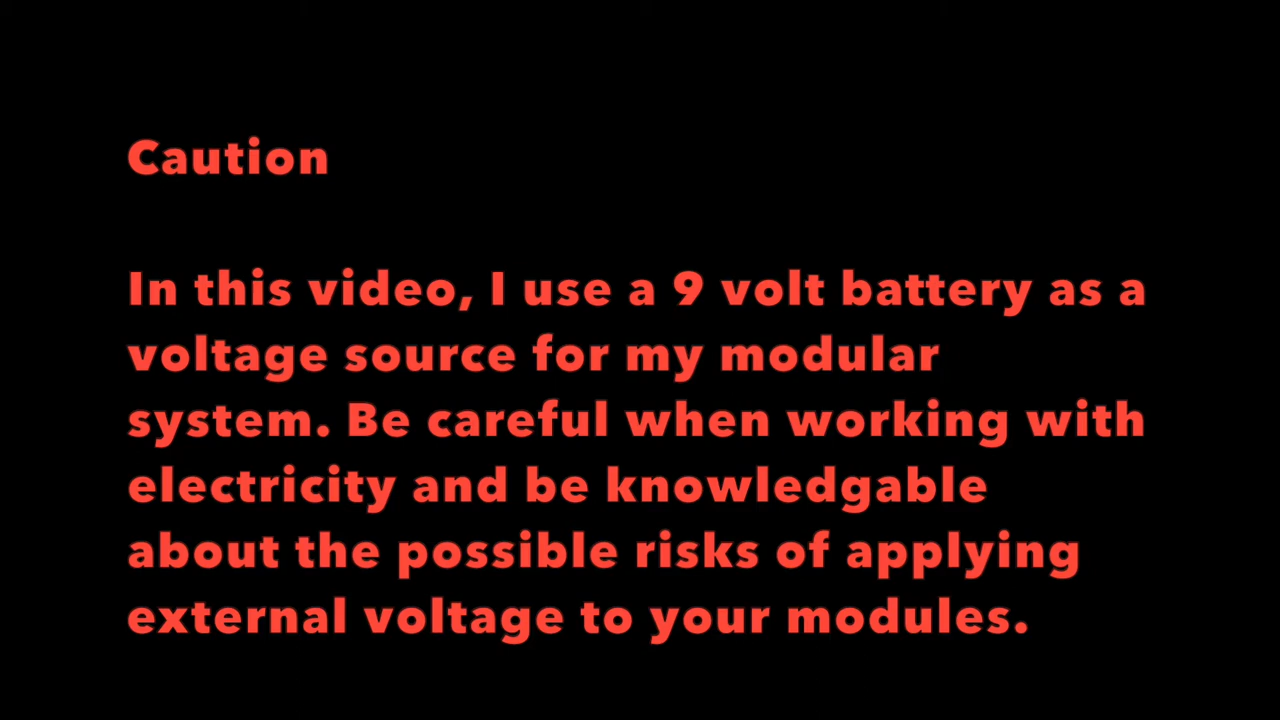 Caution
In this video, I use a 9 volt battery as a
voltage source for my modular
system. Be careful when working with
electricity and be knowledgable
about the possible risks of applying
external voltage to your modules.